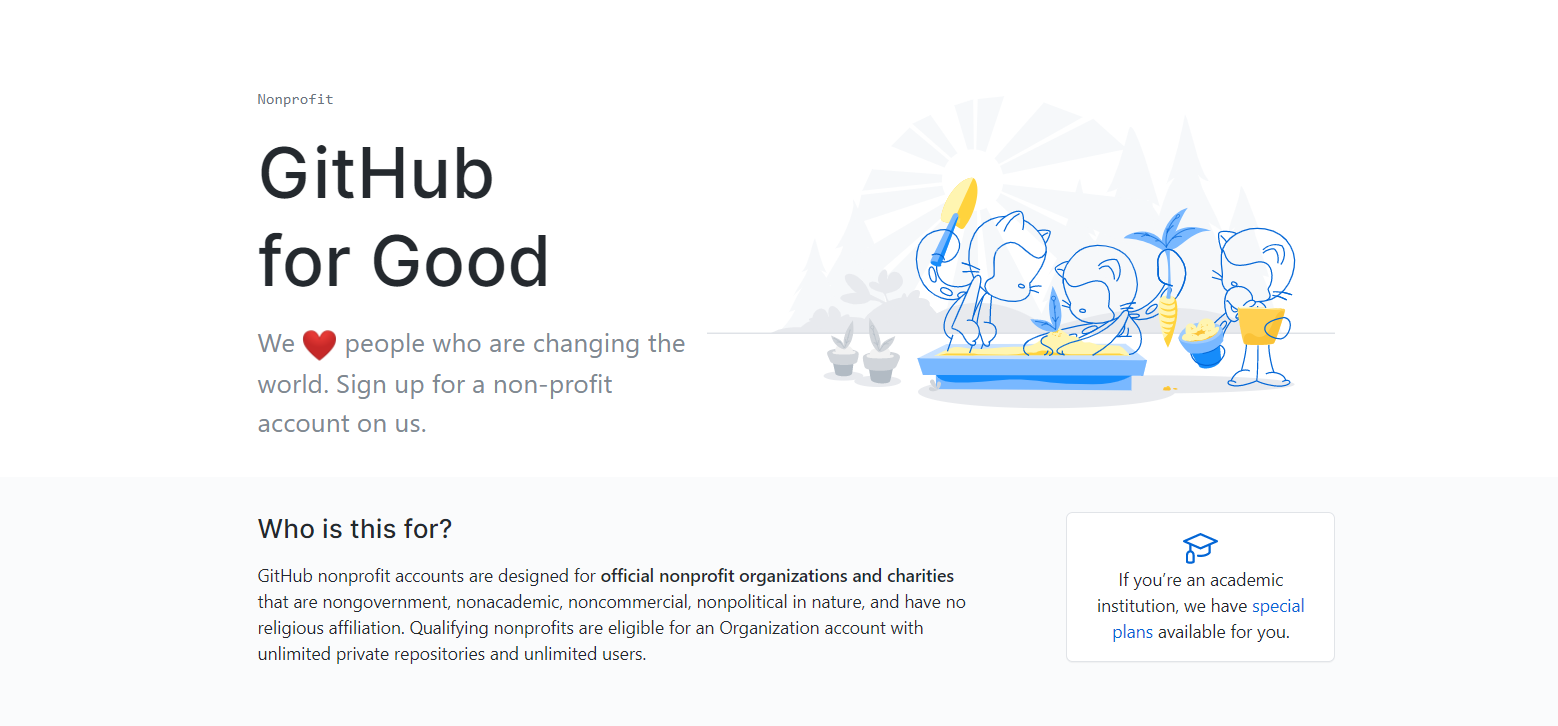 Nonprofit
GitHub
for Good
We ❤️ people who are changing the
world. Sign up for a non-profit
account on us.
Who is this for?
GitHub nonprofit accounts are designed for official nonprofit organizations and charities
that are nongovernment, nonacademic, noncommercial, nonpolitical in nature, and have no
religious affiliation. Qualifying nonprofits are eligible for an Organization account with
unlimited private repositories and unlimited users.
If you’re an academic
institution, we have special
plans available for you.